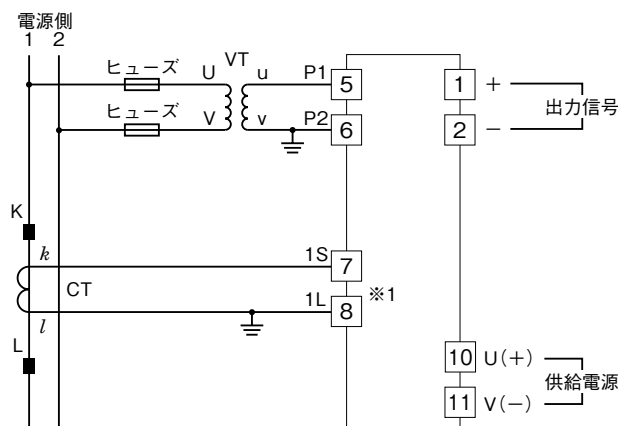 電源側
1 2
ヒューズ U VT u P1 5 1 +
出力信号
ヒューズ V v P2 6 2 −
K
k 1S 7
CT 1L 8 ※1
l
L
10 U(+)
供給電源
11 V(−)